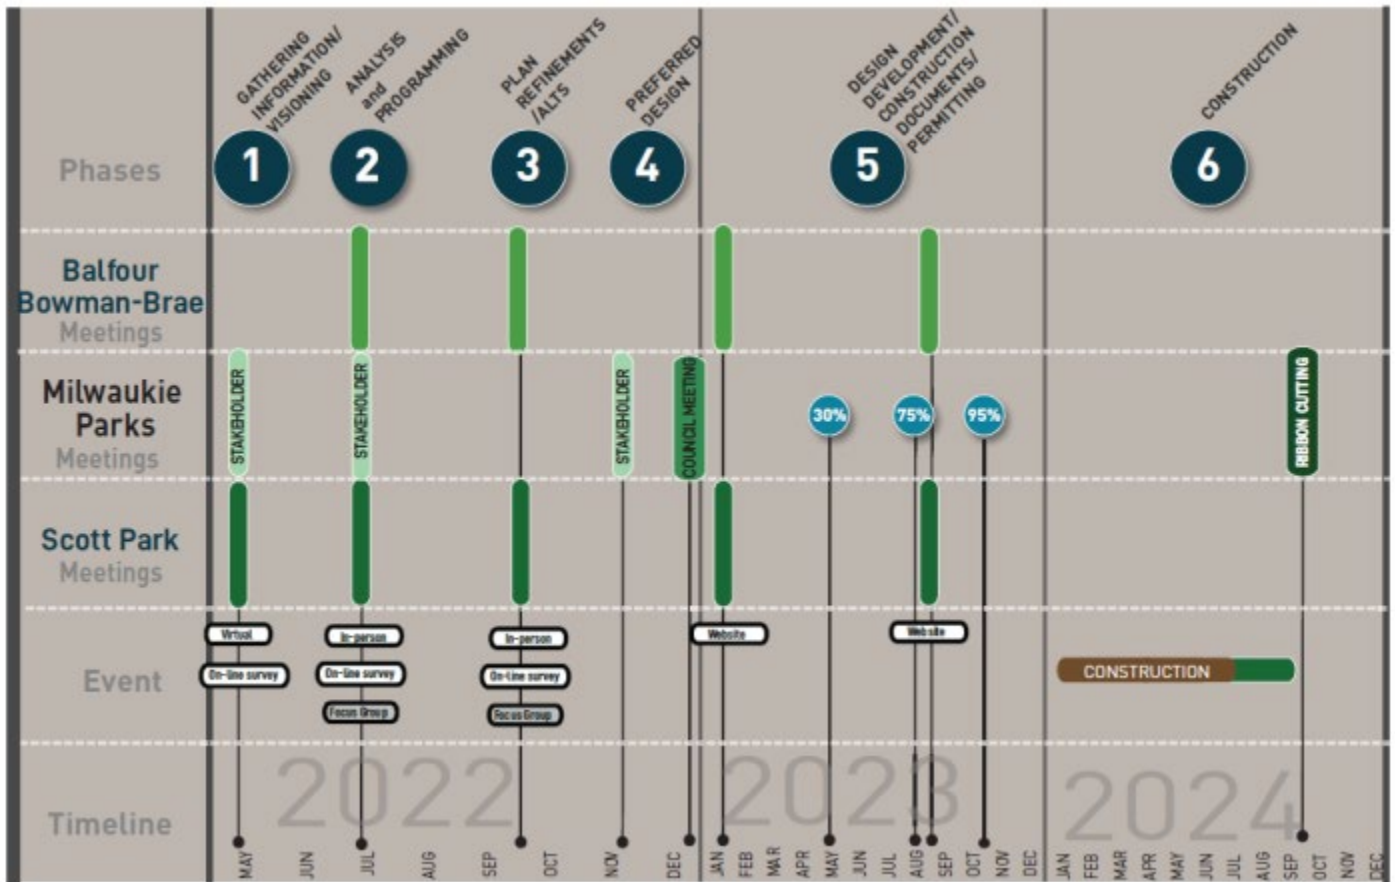 GATHERING
INFORMATION/
VISIONING
ANALYSIS
and
PROGRAMMING
PLAN
REFINEMENTS
/ALTS
PREFERRED
DESIGN
DESIGN
DEVELOPMENT/
CONSTRUCTION
DOCUMENTS/
PERMITTING
CONSTRUCTION
Phases
1
2
3
4
5
6
Balfour
Bowman-Brae
Meetings
Milwaukie
Parks
Meetings
STAKEHOLDER
STAKEHOLDER
STAKEHOLDER
COUNCIL MEETING
30%
75%
95%
RIBBON CUTTING
Scott Park
Meetings
Event
Virtual
On-line survey
In-person
On-line survey
Focus Group
In-person
On-line survey
Focus Group
Website
Website
CONSTRUCTION
Timeline
2022
2023
2024
MAY
JUN
JUL
AUG
SEP
OCT
NOV
DEC
JAN
FEB
MAR
APR
MAY
JUN
JUL
AUG
SEP
OCT
NOV
DEC
JAN
FEB
MAR
APR
MAY
JUN
JUL
AUG
SEP
OCT
NOV
DEC